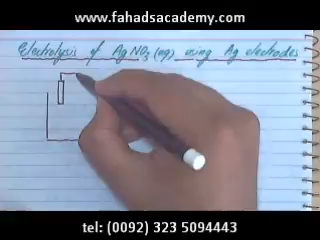 www.fahadsacademy.com
Electrolysis of AgNO3 (aq) using Ag electrodes
tel: (0092) 323 5094443